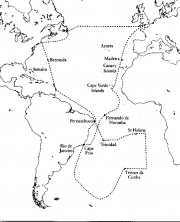 Azores
Madeira
Canary
Islands
Bermuda
Jamaica
Cape Verde
Islands
Fernando de
Noronha
Pernambuco
St Helena
Trinidad
Rio de
Janeiro
Cape
Frio
Tristan da
Cunha